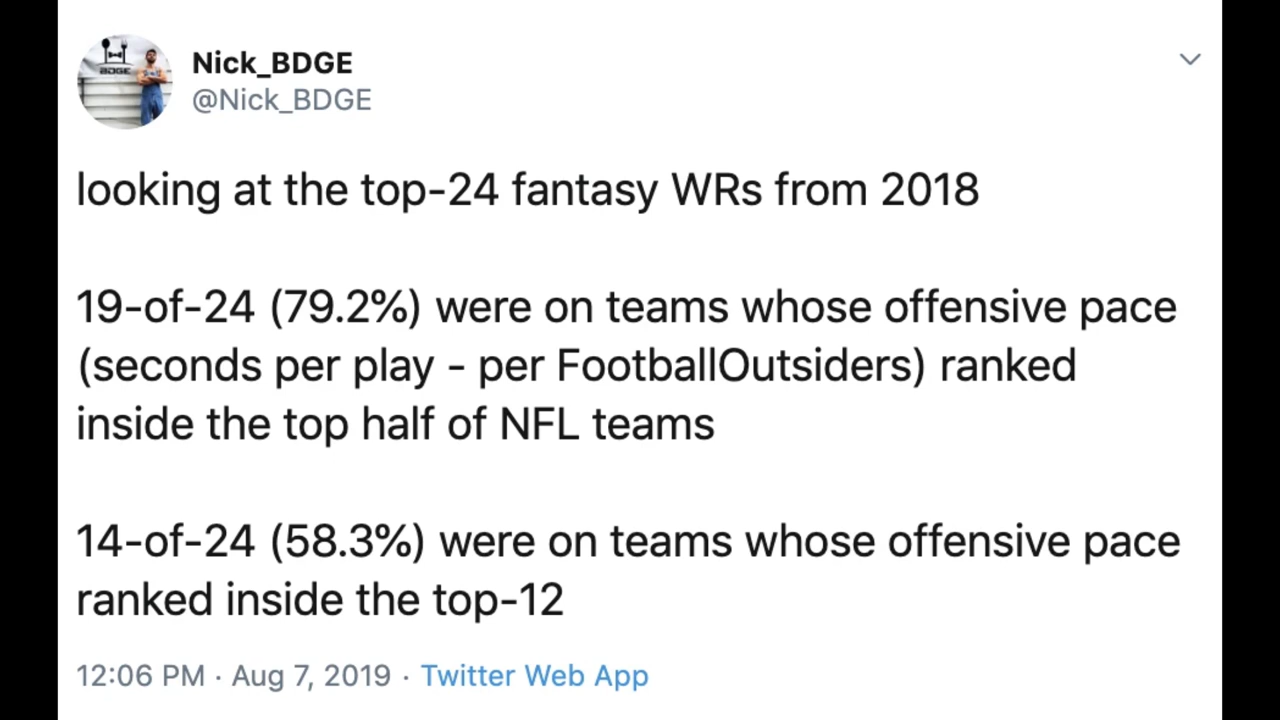 BDGE
Nick_BDGE
@Nick_BDGE
looking at the top-24 fantasy WRs from 2018
19-of-24 (79.2%) were on teams whose offensive pace
(seconds per play - per FootballOutsiders) ranked
inside the top half of NFL teams
14-of-24 (58.3%) were on teams whose offensive pace
ranked inside the top-12
12:06 PM · Aug 7, 2019 · Twitter Web App